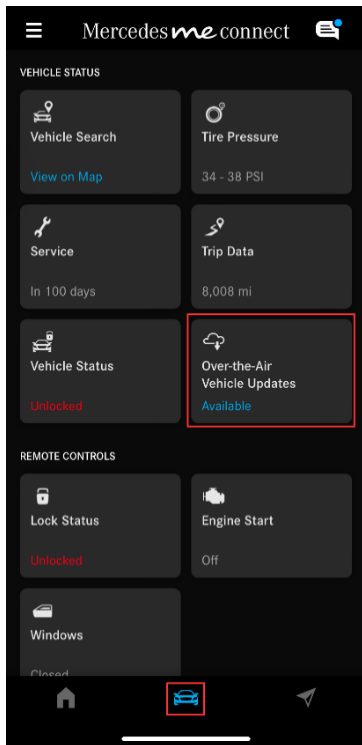 Mercedes me connect
VEHICLE STATUS
Vehicle Search
View on Map
Tire Pressure
34 - 38 PSI
Service
In 100 days
Trip Data
8,008 mi
Vehicle Status
Unlocked
Over-the-Air
Vehicle Updates
Available
REMOTE CONTROLS
Lock Status
Unlocked
Engine Start
Off
Windows
Closed